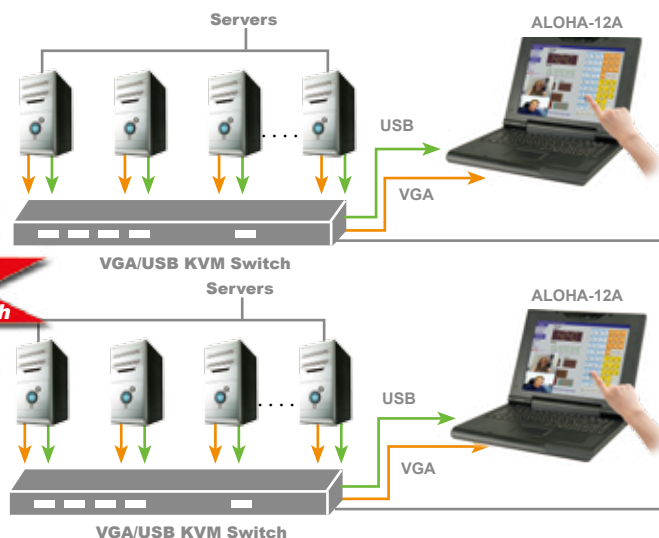 Servers
ALOHA-12A
USB
VGA
VGA/USB KVM Switch
Servers
ALOHA-12A
USB
VGA
VGA/USB KVM Switch